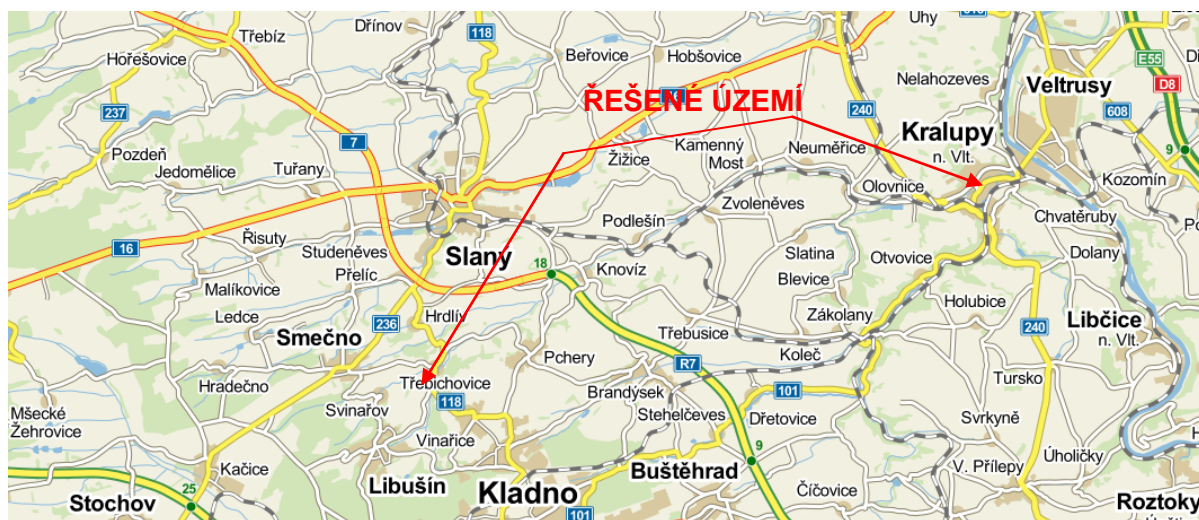 Třebíz
Dřínov
118
Uhy
Hořešovice
Beřovice
Hobšovice
Nelahozeves
E55
D8
Veltrusy
ŘEŠENÉ ÚZEMÍ
237
240
608
7
Kralupy
n. Vlt.
Pozdeň
Jedomělice
Tuřany
Žižice
Kamenný
Most
Neuměřice
9
Kozomín
Olovnice
Zvoleněves
Podlešín
Chvatěruby
16
Řisuty
Studeněves
Slaný
Slatina
Otvovice
Dolany
Přelíc
18
Knovíz
Blevice
Malíkovice
Holubice
Ledce
236
Hrdlív
Zákolany
Libčice
n. Vlt.
Smečno
Třebusice
240
Pchery
Koleč
R7
Hradečno
Třebichovice
Brandýsek
101
Tursko
118
Svinařov
Mšecké
Žehrovice
Stehelčeves
Dřetovice
Svrkyně
Vinařice
9
Úholičky
Kačice
Buštěhrad
V. Přílepy
Libušín
Kladno
Číčovice
25
Stochov
101
Roztoky